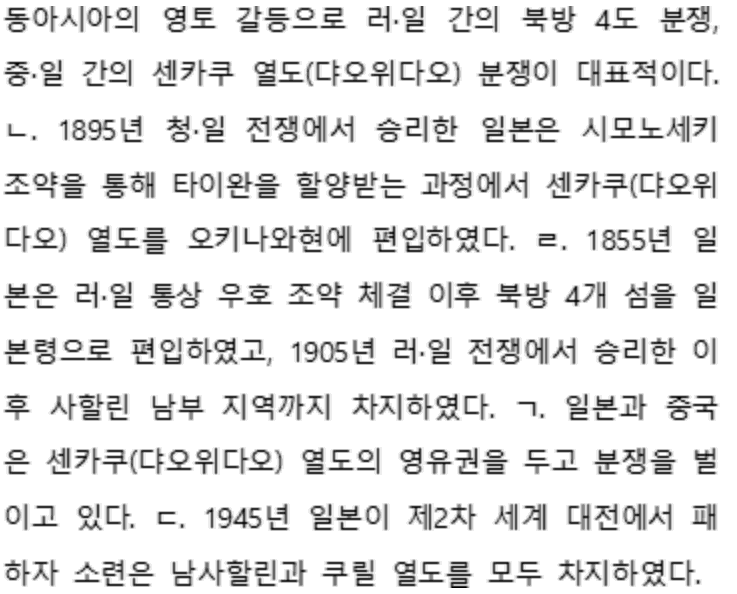 동아시아의 영토 갈등으로 러·일 간의 북방 4도 분쟁,
중·일 간의 센카쿠 열도(댜오위다오) 분쟁이 대표적이다.
ㄴ. 1895년 청·일 전쟁에서 승리한 일본은 시모노세키
조약을 통해 타이완을 할양받는 과정에서 센카쿠(댜오위
다오) 열도를 오키나와현에 편입하였다. ㄹ. 1855년 일
본은 러·일 통상 우호 조약 체결 이후 북방 4개 섬을 일
본령으로 편입하였고, 1905년 러·일 전쟁에서 승리한 이
후 사할린 남부 지역까지 차지하였다. ㄱ. 일본과 중국
은 센카쿠(댜오위다오) 열도의 영유권을 두고 분쟁을 벌
이고 있다. ㄷ. 1945년 일본이 제2차 세계 대전에서 패
하자 소련은 남사할린과 쿠릴 열도를 모두 차지하였다.